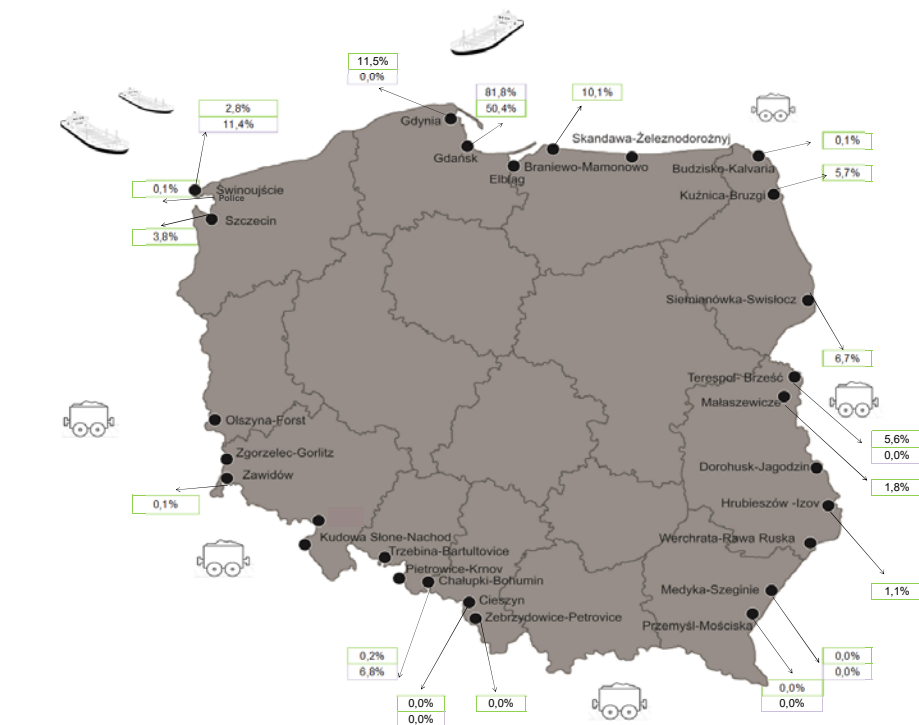 11,5%
0,0%
81,8%
50,4%
10,1%
2,8%
11,4%
Gdynia
Gdańsk
Elbląg
Braniewo-Mamonowo
Skandawa-Żeleznodorożnyj
Budzisko-Kalvaria
0,1%
Kuźnica-Bruzgi
5,7%
0,1%
Świnoujście
Police
Szczecin
3,8%
Siemianówka-Swisłocz
6,7%
Terespol- Brześć
Małaszewicze
5,6%
0,0%
1,8%
Olszyna-Forst
Zgorzelec-Gorlitz
Zawidów
0,1%
Dorohusk-Jagodzin
Hrubieszów -Izov
Werchrata-Rawa Ruska
1,1%
Kudowa Słone-Nachod
Trzebina-Bartultovice
Pietrowice-Krnov
Chałupki-Bohumin
Cieszyn
Zebrzydowice-Petrovice
Medyka-Szeginie
Przemyśl-Mościska
0,2%
6,8%
0,0%
0,0%
0,0%
0,0%
0,0%
0,0%
0,0%